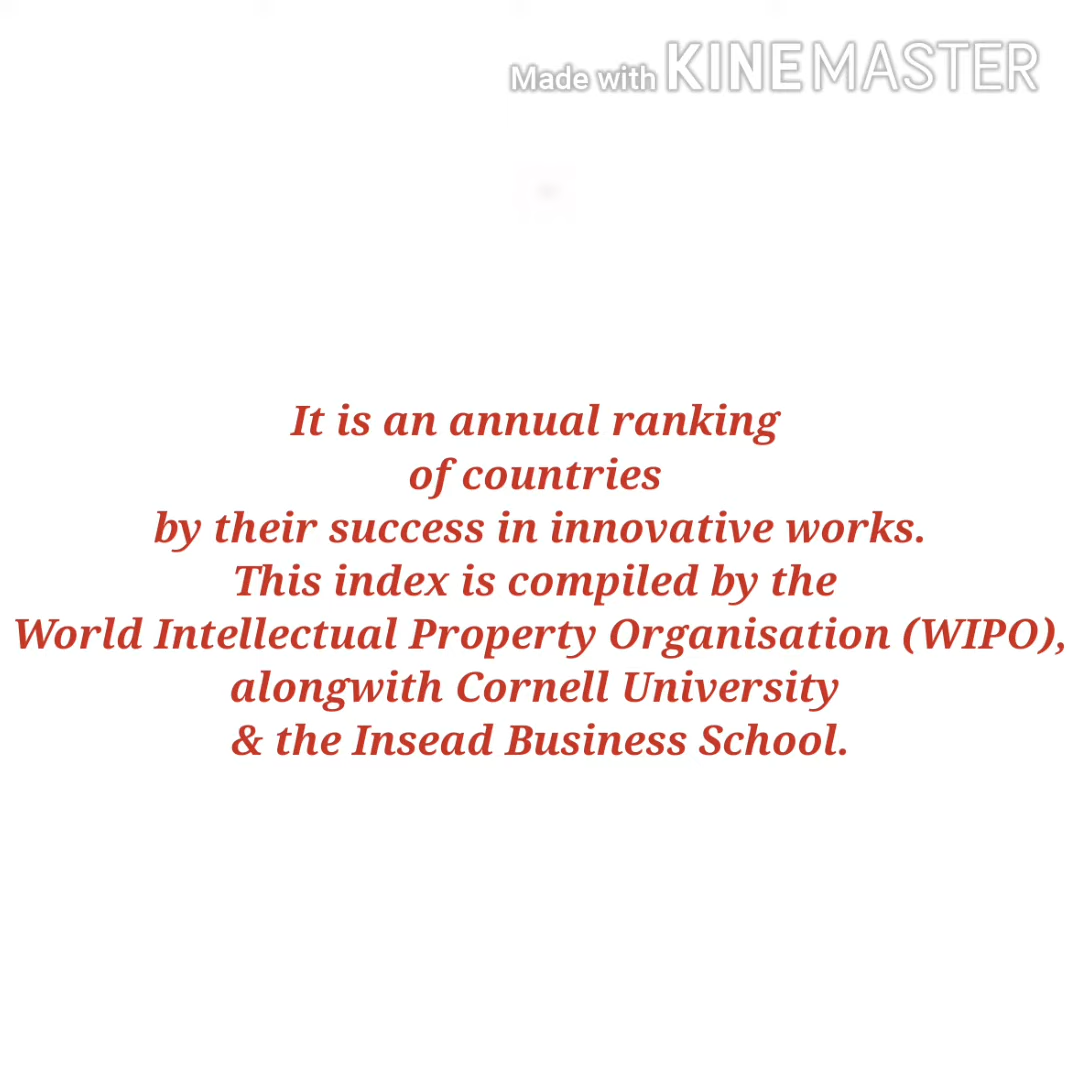 Made with KINEMASTER
It is an annual ranking
of countries
by their success in innovative works.
This index is compiled by the
World Intellectual Property Organisation (WIPO),
alongwith Cornell University
& the Insead Business School.